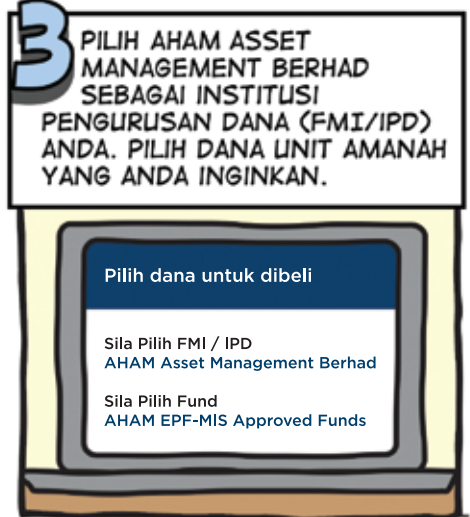 3
PILIH AHAM ASSET
MANAGEMENT BERHAD
SEBAGAI INSTITUSI
PENGURUSAN DANA (FMI/IPD)
ANDA. PILIH DANA UNIT AMANAH
YANG ANDA INGINKAN.
Pilih dana untuk dibeli
Sila Pilih FMI / IPD
AHAM Asset Management Berhad
Sila Pilih Fund
AHAM EPF-MIS Approved Funds